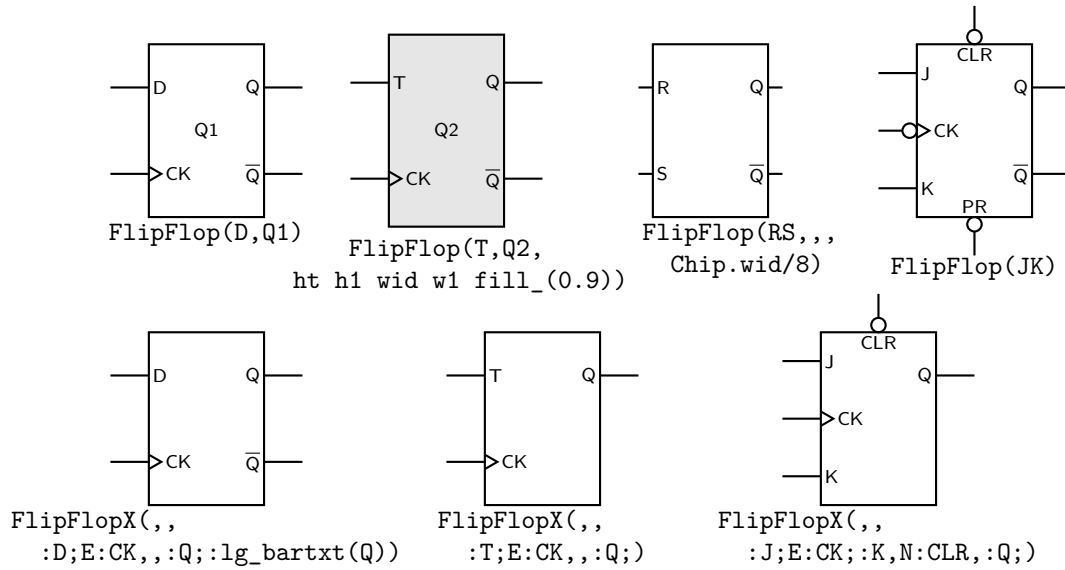 D Q
Q1
CK Q̅
FlipFlop(D,Q1)
T Q
Q2
CK Q̅
FlipFlop(T,Q2,
ht h1 wid w1 fill_(0.9))
R Q
S Q̅
FlipFlop(RS,,,
Chip.wid/8)
CLR
J Q
CK
K Q̅
PR
FlipFlop(JK)
D Q
CK Q̅
FlipFlopX(,,
:D;E:CK,,:Q;:lg_bartxt(Q))
T Q
CK
FlipFlopX(,,
:T;E:CK,,:Q;)
CLR
J Q
CK
K
FlipFlopX(,,
:J;E:CK;:K,N:CLR,:Q;)